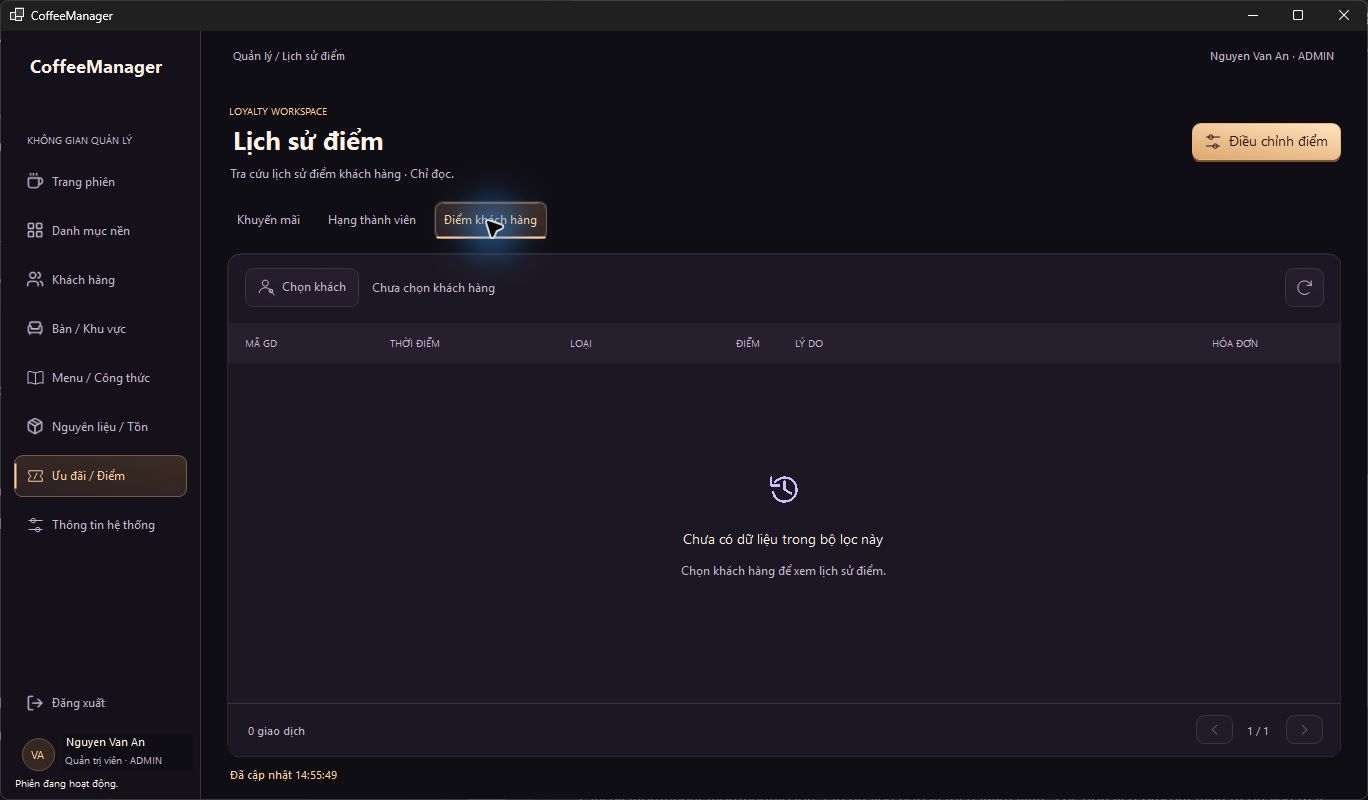 CoffeeManager
CoffeeManager
Quản lý / Lịch sử điểm
Nguyen Van An · ADMIN
LOYALTY WORKSPACE
Lịch sử điểm
Điều chỉnh điểm
Tra cứu lịch sử điểm khách hàng · Chỉ đọc.
KHÔNG GIAN QUẢN LÝ
Trang phiên
Danh mục nền
Khách hàng
Bàn / Khu vực
Menu / Công thức
Nguyên liệu / Tồn
Ưu đãi / Điểm
Thông tin hệ thống
Khuyến mãi
Hạng thành viên
Điểm khách hàng
Chọn khách
Chưa chọn khách hàng
MÃ GD
THỜI ĐIỂM
LOẠI
ĐIỂM
LÝ DO
HÓA ĐƠN
Chưa có dữ liệu trong bộ lọc này
Chọn khách hàng để xem lịch sử điểm.
0 giao dịch
1 / 1
Đã cập nhật 14:55:49
Đăng xuất
VA
Nguyen Van An
Quản trị viên · ADMIN
Phiên đang hoạt động.